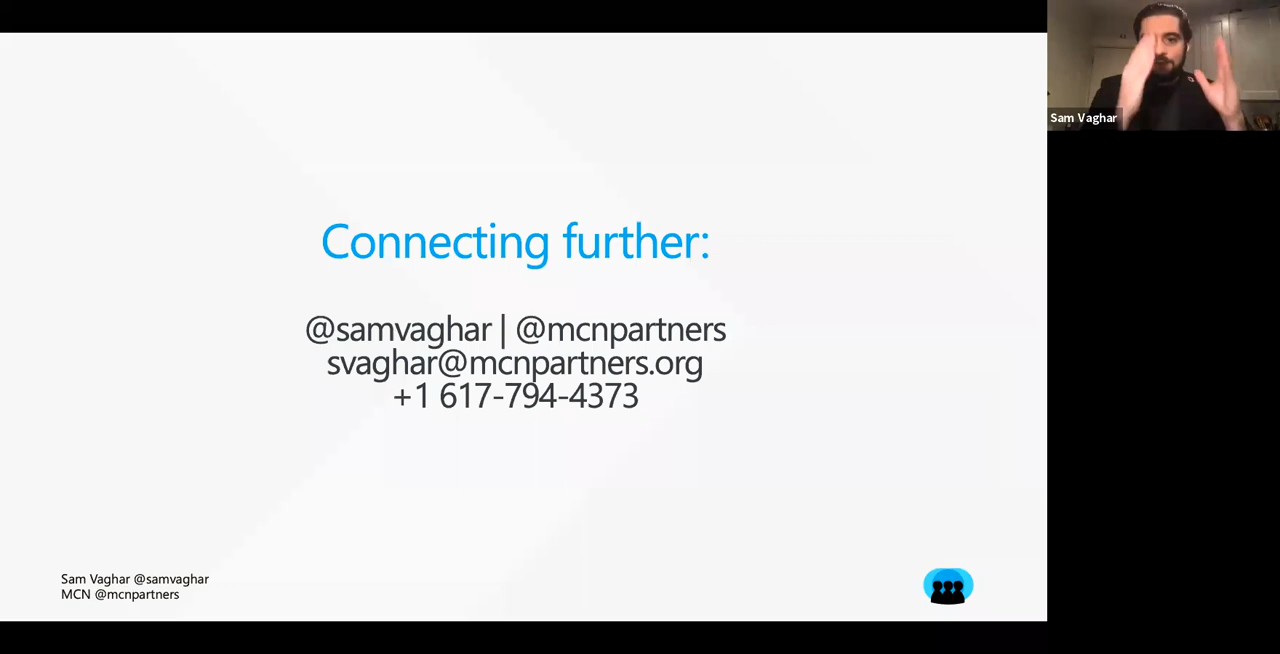 Connecting further:
@samvaghar | @mcnpartners
svaghar@mcnpartners.org
+1 617-794-4373
Sam Vaghar @samvaghar
MCN @mcnpartners
Sam Vaghar